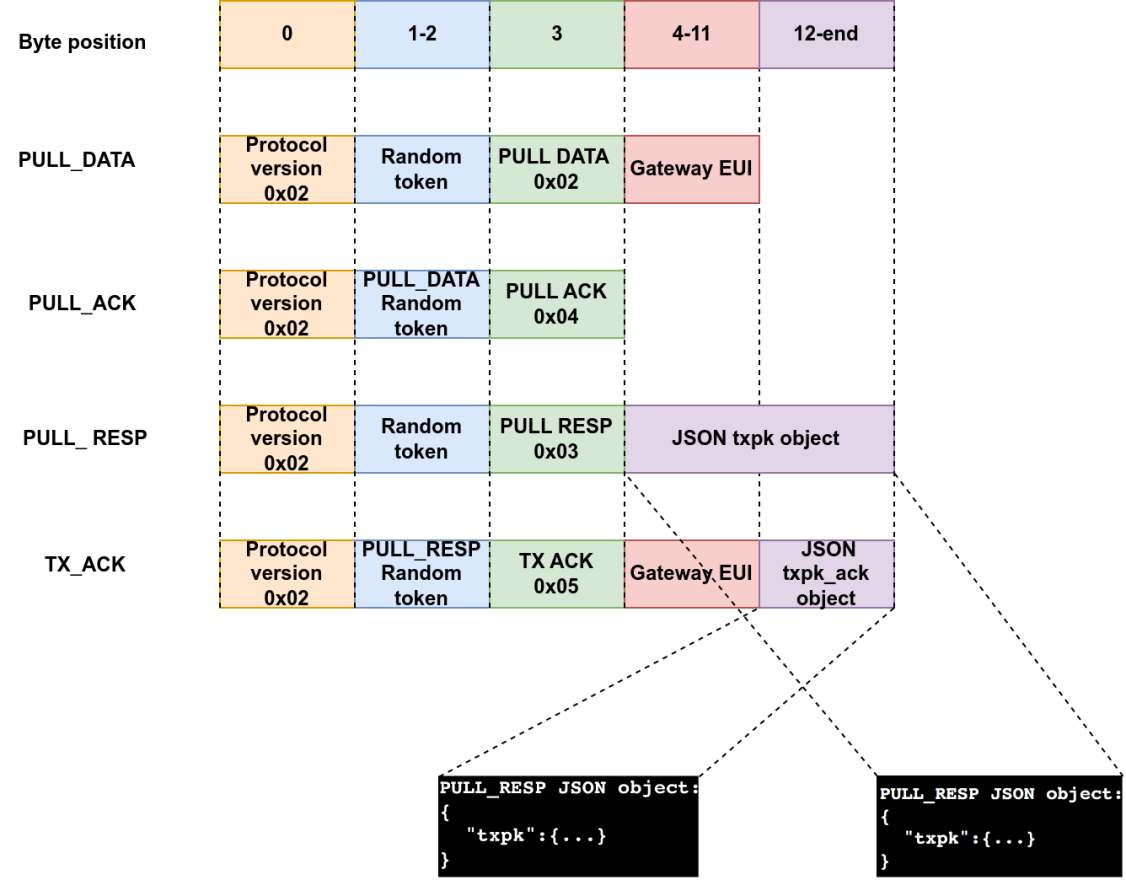 Byte position
0
1-2
3
4-11
12-end
PULL_DATA
Protocol
version
0x02
Random
token
PULL DATA
0x02
Gateway EUI
PULL_ACK
Protocol
version
0x02
PULL_DATA
Random
token
PULL ACK
0x04
PULL_ RESP
Protocol
version
0x02
Random
token
PULL RESP
0x03
JSON txpk object
TX_ACK
Protocol
version
0x02
PULL_RESP
Random
token
TX ACK
0x05
Gateway EUI
JSON
txpk_ack
object
PULL_RESP JSON object:
{
"txpk":{...}
}
PULL_RESP JSON object:
{
"txpk":{...}
}